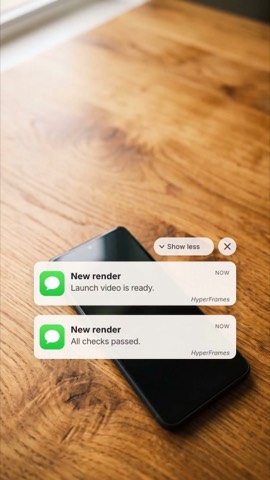 Show less
New render
NOW
Launch video is ready.
HyperFrames
New render
NOW
All checks passed.
HyperFrames